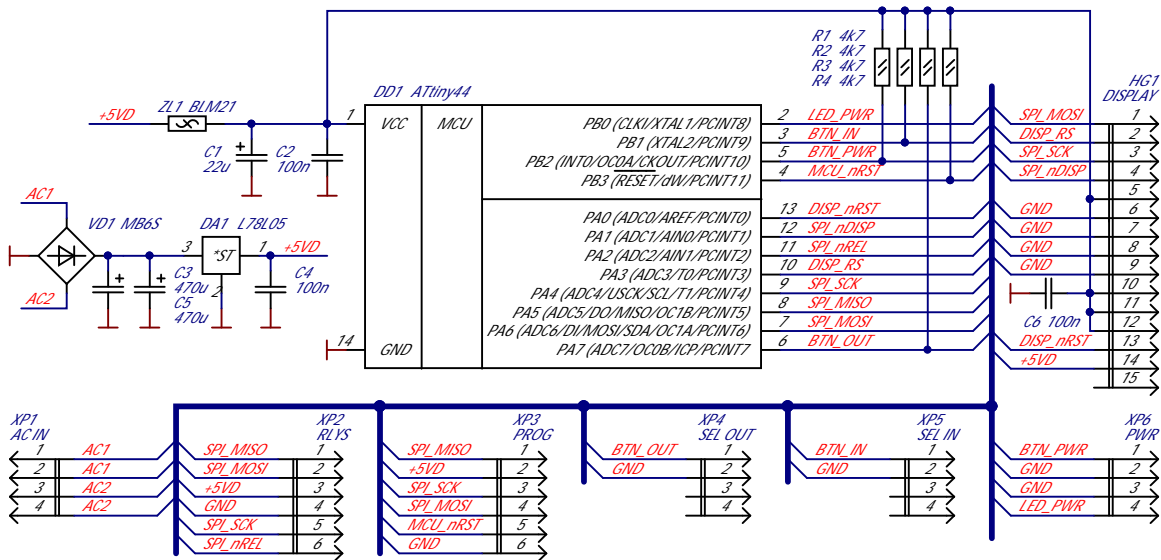 R1 4k7
R2 4k7
R3 4k7
R4 4k7
HG1
DISPLAY
ZL1 BLM21
+5VD
C1
22u
C2
100n
DD1 ATtiny44
1
VCC
MCU
14
GND
PB0 (CLKI/XTAL1/PCINT8)
2
LED_PWR
PB1 (XTAL2/PCINT9)
3
BTN_IN
PB2 (INT0/OC0A/CKOUT/PCINT10)
5
BTN_PWR
PB3 (RESET/dW/PCINT11)
4
MCU_nRST
PA0 (ADC0/AREF/PCINT0)
13
DISP_nRST
PA1 (ADC1/AIN0/PCINT1)
12
SPI_nDISP
PA2 (ADC2/AIN1/PCINT2)
11
SPI_nREL
PA3 (ADC3/T0/PCINT3)
10
DISP_RS
PA4 (ADC4/USCK/SCL/T1/PCINT4)
9
SPI_SCK
PA5 (ADC5/DO/MISO/OC1B/PCINT5)
8
SPI_MISO
PA6 (ADC6/DI/MOSI/SDA/OC1A/PCINT6)
7
SPI_MOSI
PA7 (ADC7/OC0B/ICP/PCINT7
6
BTN_OUT
SPI_MOSI
1
DISP_RS
2
SPI_SCK
3
SPI_nDISP
4
5
GND
6
GND
7
GND
8
GND
9
10
11
C6 100n
12
DISP_nRST
13
+5VD
14
15
AC1
VD1 MB6S
AC2
DA1 L78L05
3
*ST
1
2
+5VD
C3
470u
C5
470u
C4
100n
XP1
AC IN
1
AC1
2
AC1
3
AC2
4
AC2
XP2
RLYS
SPI_MISO
1
SPI_MOSI
2
+5VD
3
GND
4
SPI_SCK
5
SPI_nREL
6
XP3
PROG
SPI_MISO
1
+5VD
2
SPI_SCK
3
SPI_MOSI
4
MCU_nRST
5
GND
6
XP4
SEL OUT
BTN_OUT
1
GND
2
3
4
XP5
SEL IN
BTN_IN
1
GND
2
3
4
XP6
PWR
BTN_PWR
1
GND
2
GND
3
LED_PWR
4